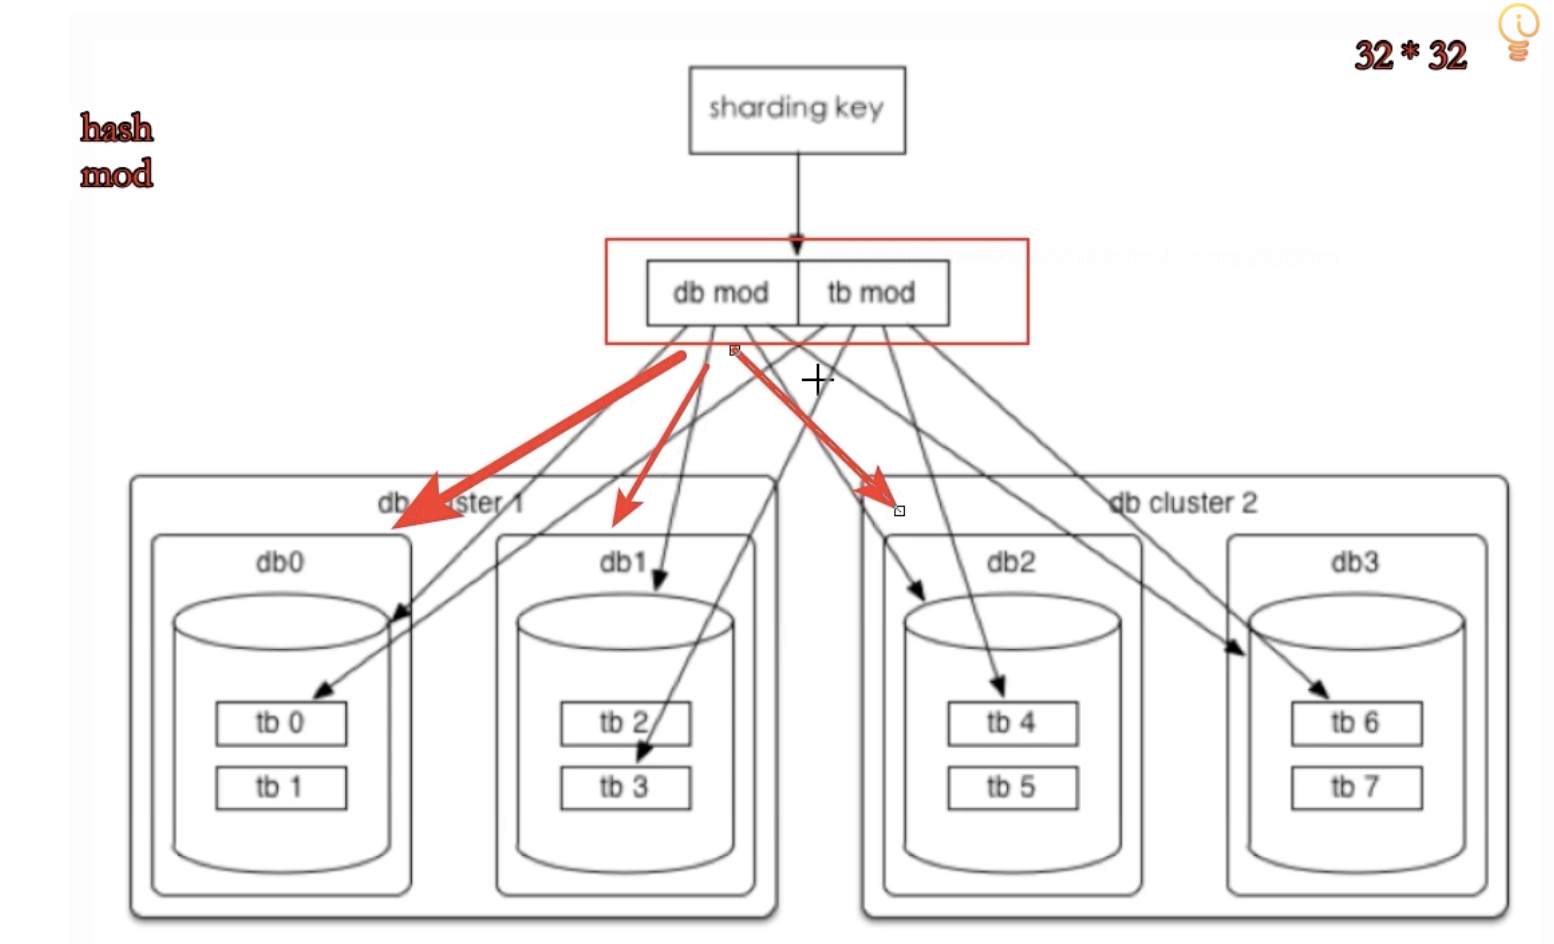 32 * 32
sharding key
hash
mod
db mod
tb mod
db ster 1
db cluster 2
db0
db1
db2
db3
tb 0
tb 2
tb 4
tb 6
tb 1
tb 3
tb 5
tb 7